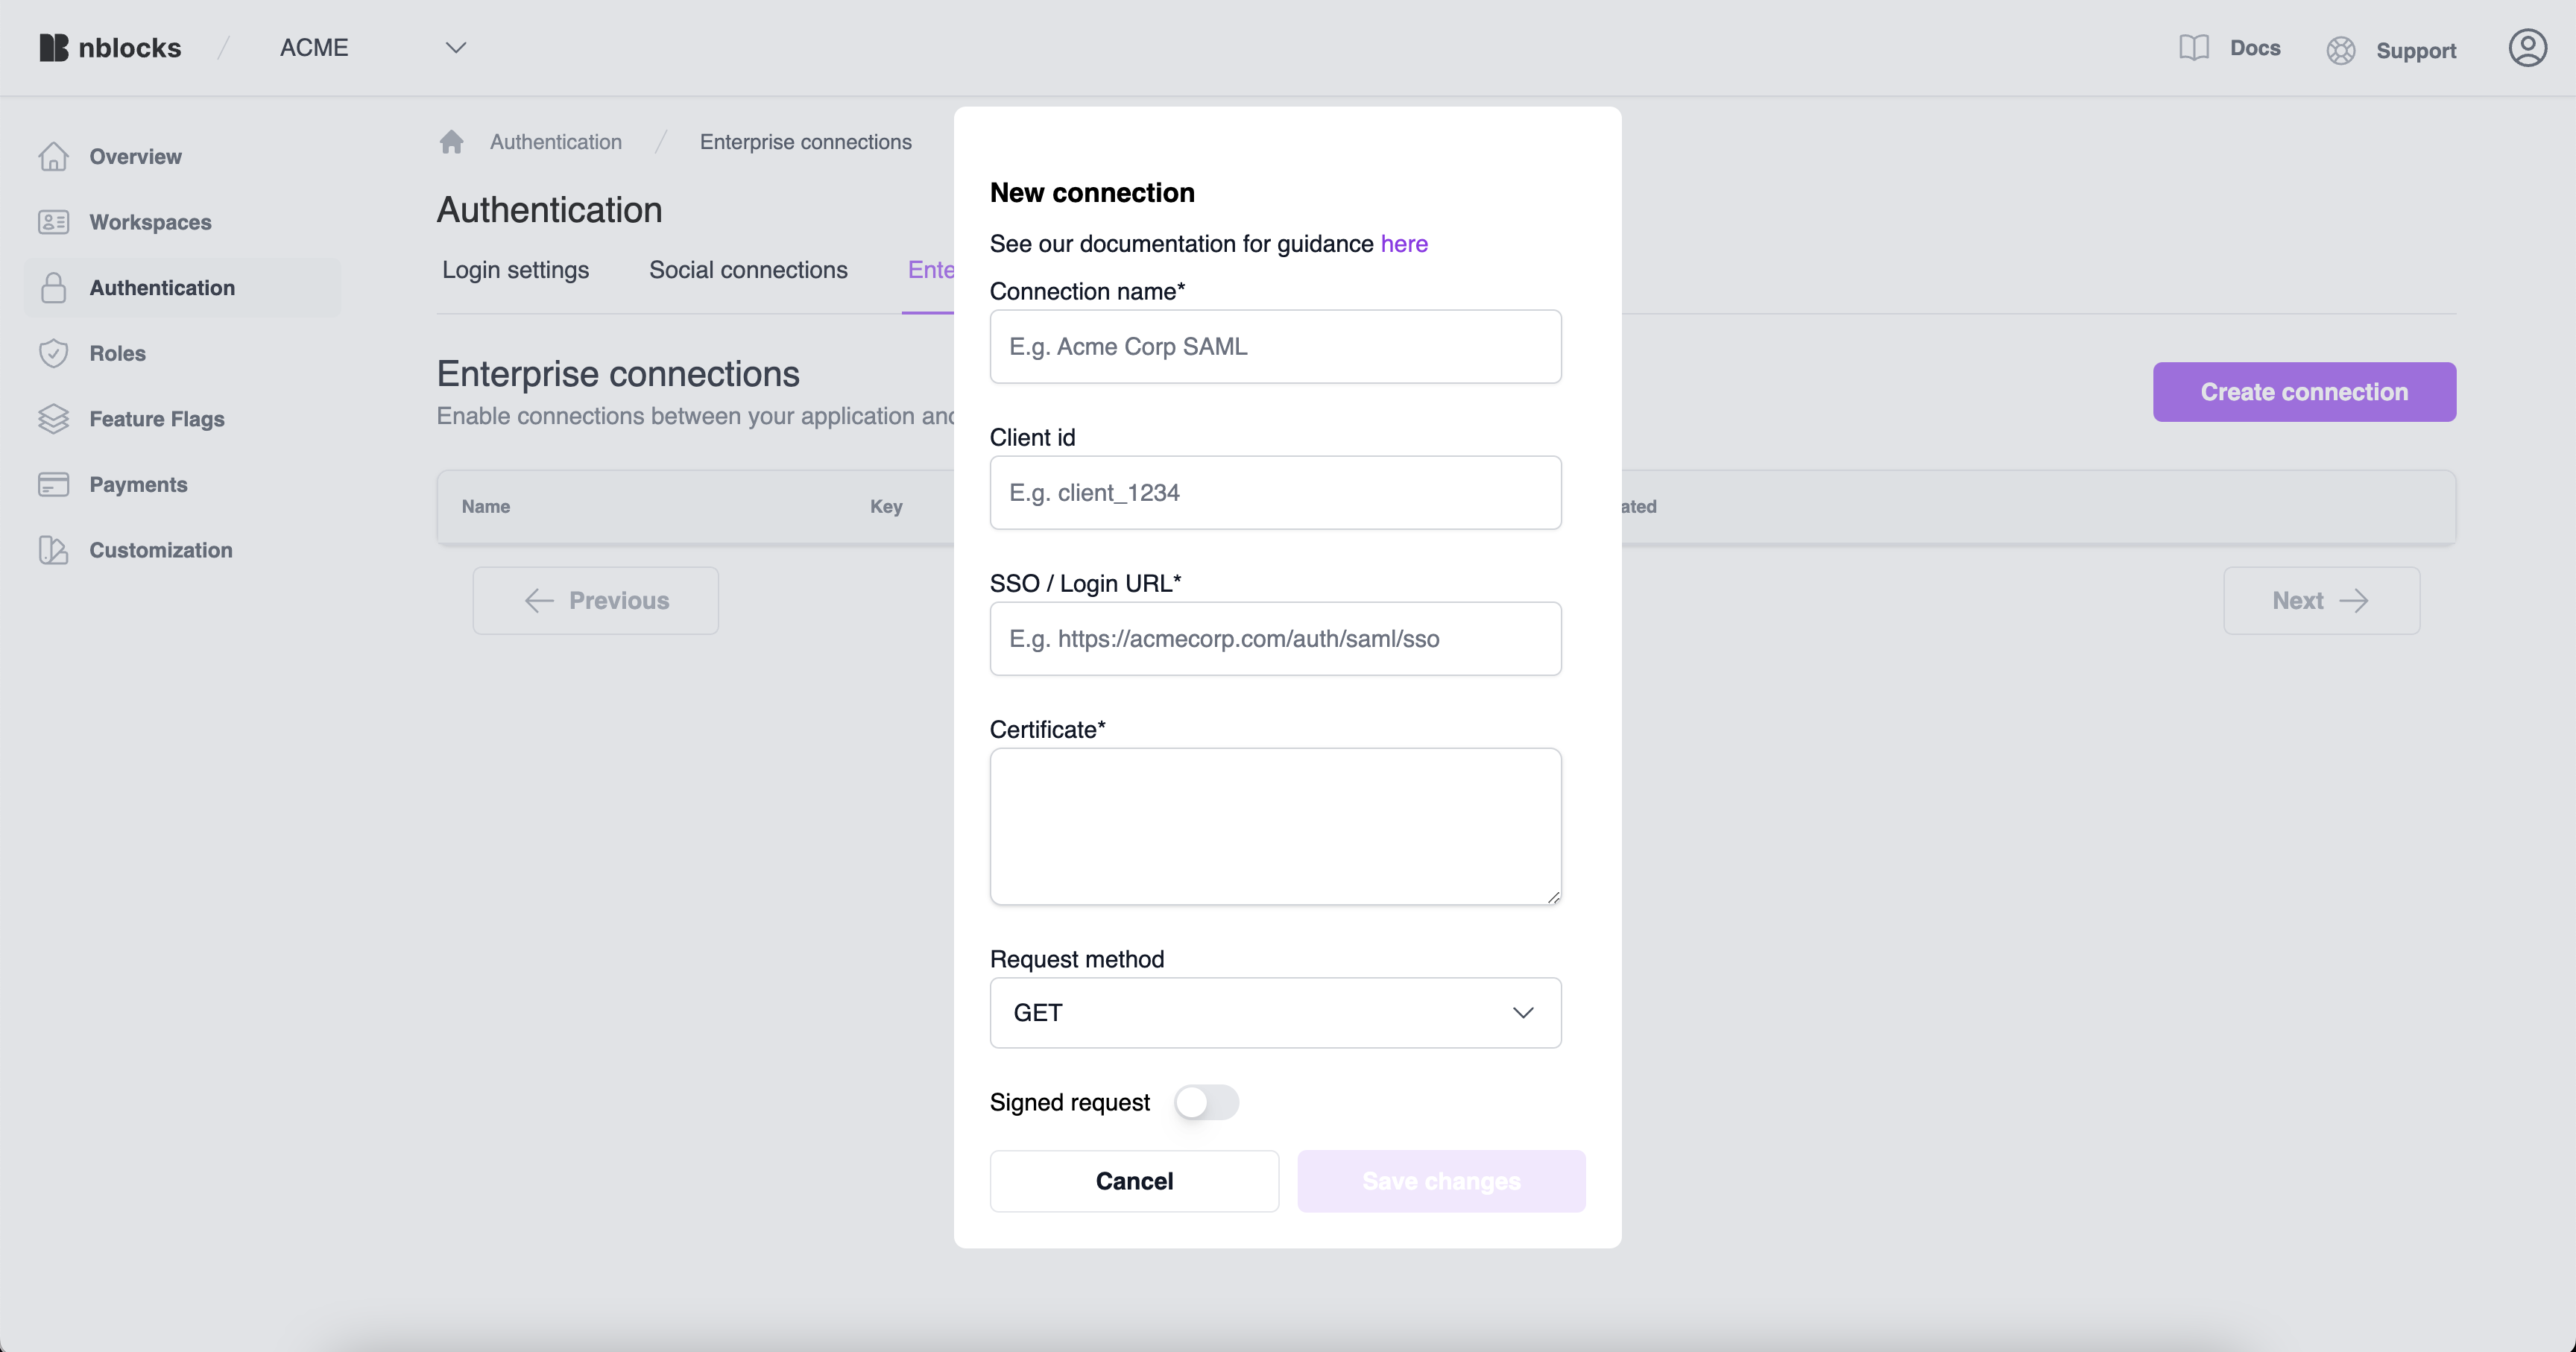 nblocks / ACME
Docs
Support
Overview
Workspaces
Authentication
Roles
Feature Flags
Payments
Customization
Authentication / Enterprise connections
Authentication
Login settings
Social connections
Ente
Enterprise connections
Enable connections between your application and
Create connection
Name
Key
ated
Previous
Next
New connection
See our documentation for guidance here
Connection name*
E.g. Acme Corp SAML
Client id
E.g. client_1234
SSO / Login URL*
E.g. https://acmecorp.com/auth/saml/sso
Certificate*
Request method
GET
Signed request
Cancel
Save changes